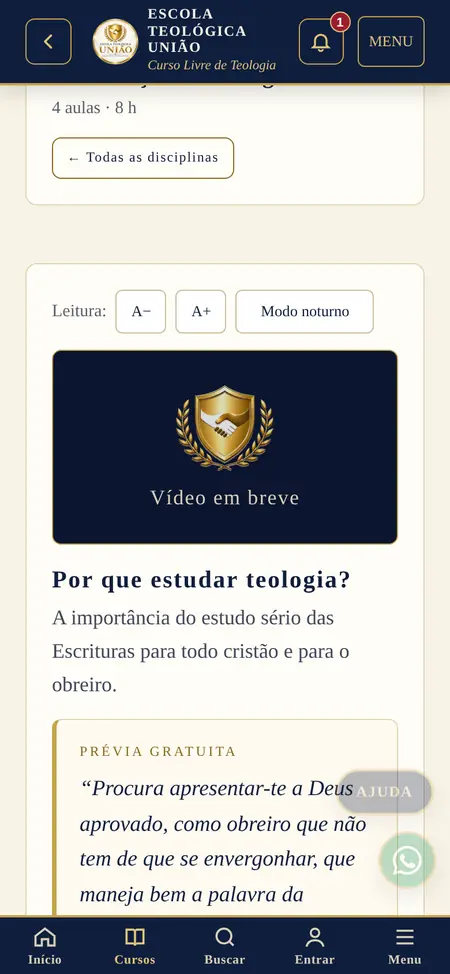 ESCOLA
TEOLÓGICA
UNIÃO
Curso Livre de Teologia
1
MENU
4 aulas · 8 h
← Todas as disciplinas
Leitura:
A−
A+
Modo noturno
Vídeo em breve
Por que estudar teologia?
A importância do estudo sério das
Escrituras para todo cristão e para o
obreiro.
PRÉVIA GRATUITA
“Procura apresentar-te a Deus
aprovado, como obreiro que não
tem de que se envergonhar, que
maneja bem a palavra da
AJUDA
Início
Cursos
Buscar
Entrar
Menu